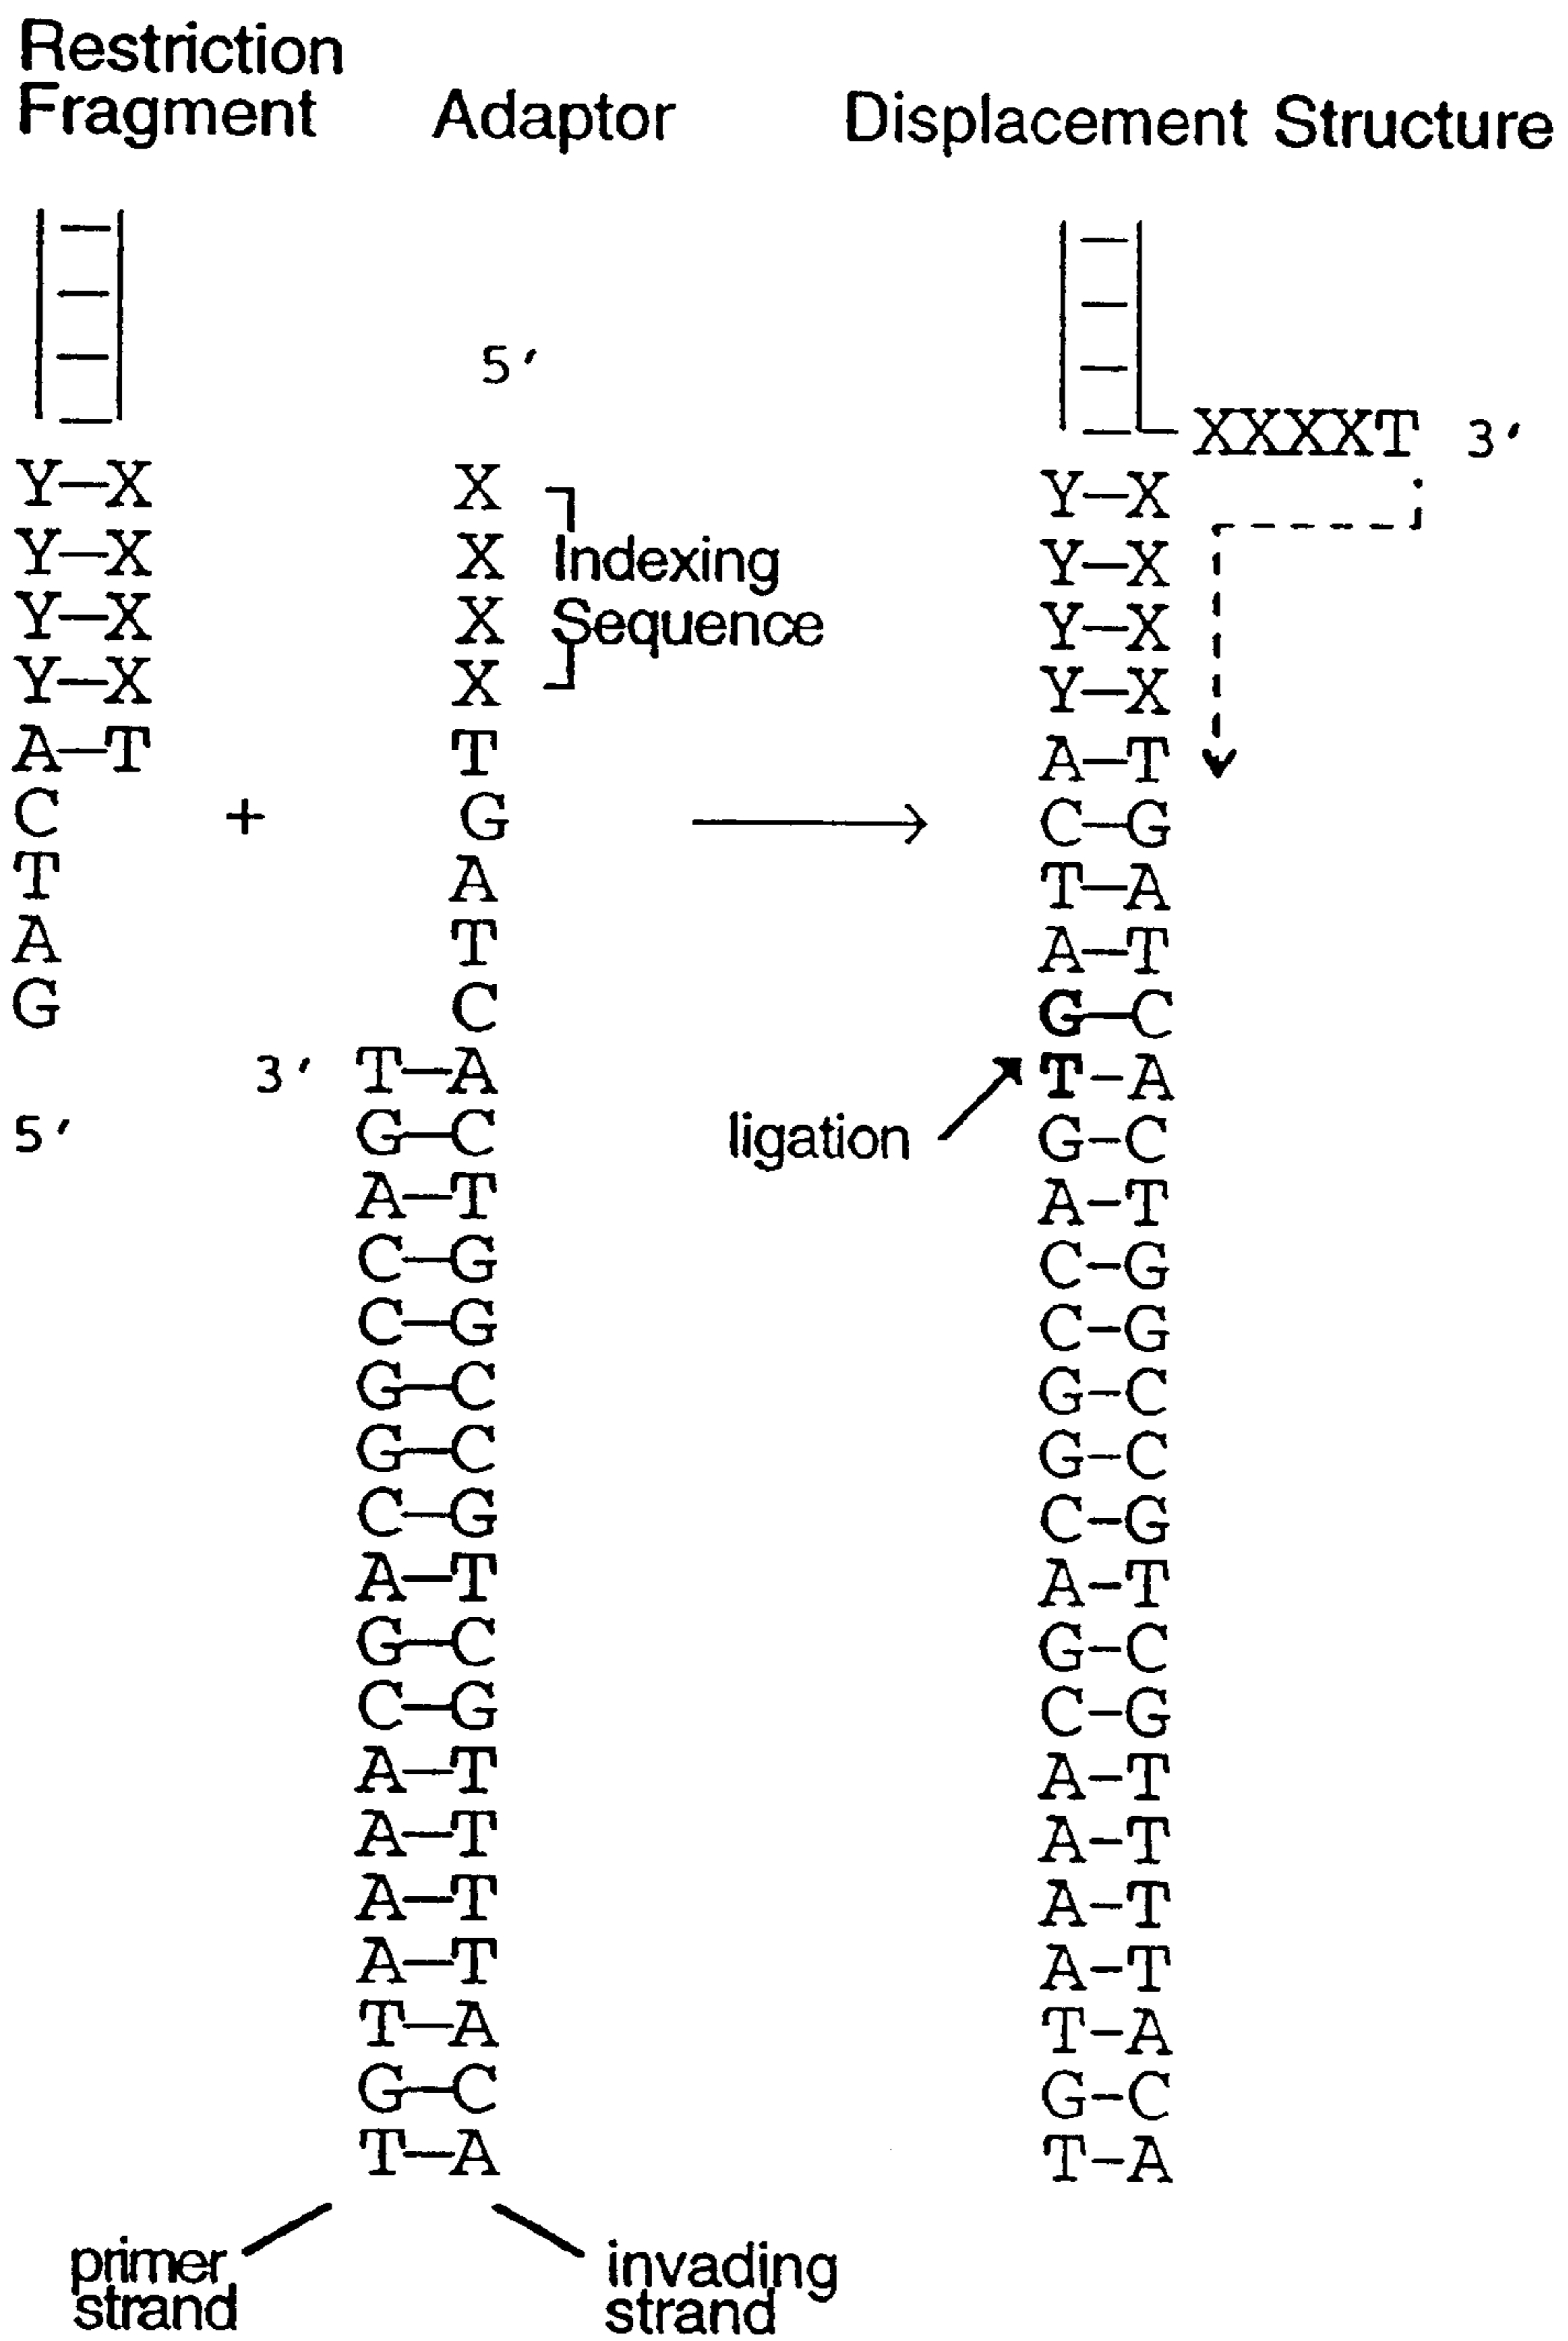 Restriction
Fragment
Adaptor
Displacement Structure
5′
XXXXT 3′
Y—X X Y—X
Y—X X Indexing Y—X
Y—X X Sequence Y—X
Y—X X Y—X
A—T T A—T
C + G C—G
T A T—A
A T A—T
G C G—C
3′ T—A T–A
5′ G—C ligation G–C
A—T A–T
C—G C–G
C—G C–G
G—C G–C
G—C G–C
C—G C–G
A—T A–T
G—C G–C
C—G C–G
A—T A–T
A—T A–T
A—T A–T
A—T A–T
T—A T–A
G—C G–C
T—A T–A
primer
strand
invading
strand